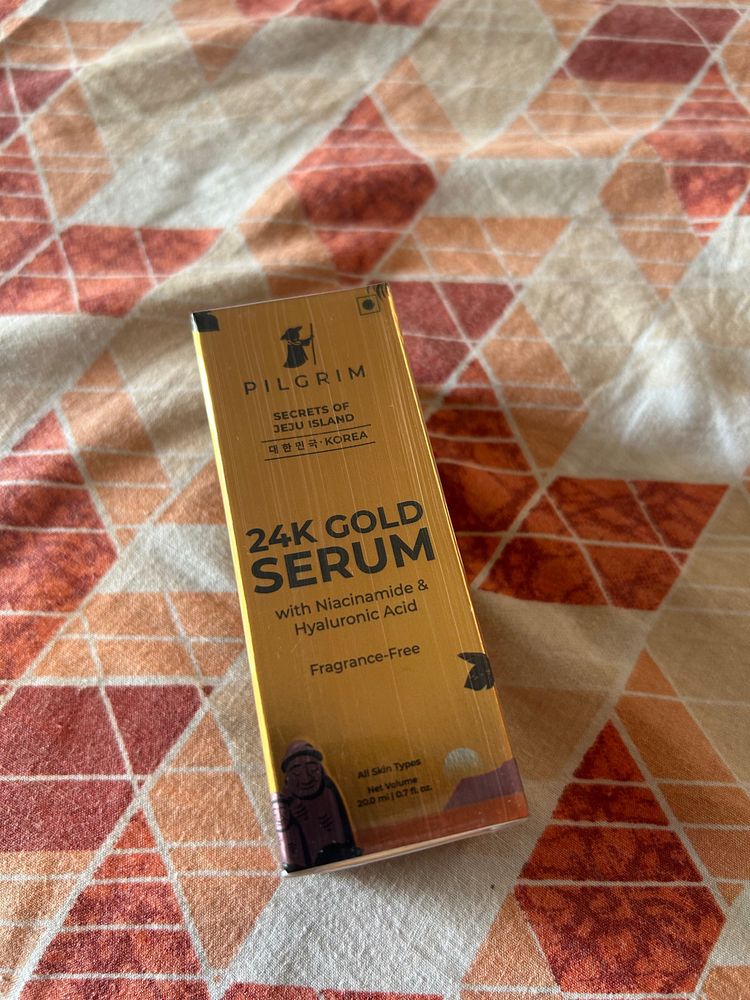 PILGRIM
SECRETS OF
JEJU ISLAND
대한민국·KOREA
24K GOLD
SERUM
with Niacinamide &
Hyaluronic Acid
Fragrance-Free
All Skin Types
Net Volume
20.0 ml | 0.7 fl. oz.